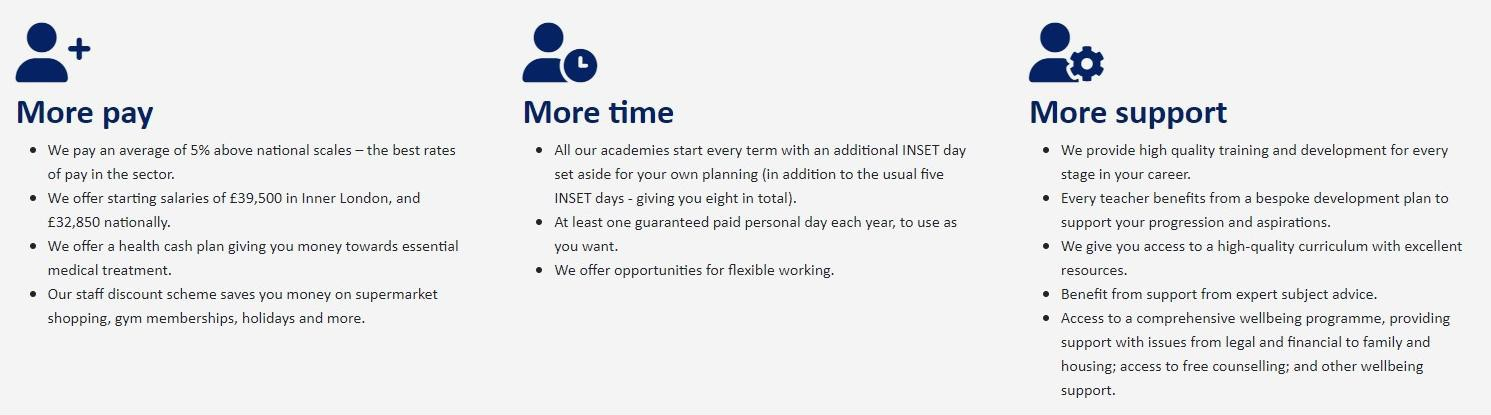 More pay
• We pay an average of 5% above national scales – the best rates
of pay in the sector.
• We offer starting salaries of £39,500 in Inner London, and
£32,850 nationally.
• We offer a health cash plan giving you money towards essential
medical treatment.
• Our staff discount scheme saves you money on supermarket
shopping, gym memberships, holidays and more.
More time
• All our academies start every term with an additional INSET day
set aside for your own planning (in addition to the usual five
INSET days - giving you eight in total).
• At least one guaranteed paid personal day each year, to use as
you want.
• We offer opportunities for flexible working.
More support
• We provide high quality training and development for every
stage in your career.
• Every teacher benefits from a bespoke development plan to
support your progression and aspirations.
• We give you access to a high-quality curriculum with excellent
resources.
• Benefit from support from expert subject advice.
• Access to a comprehensive wellbeing programme, providing
support with issues from legal and financial to family and
housing; access to free counselling; and other wellbeing
support.